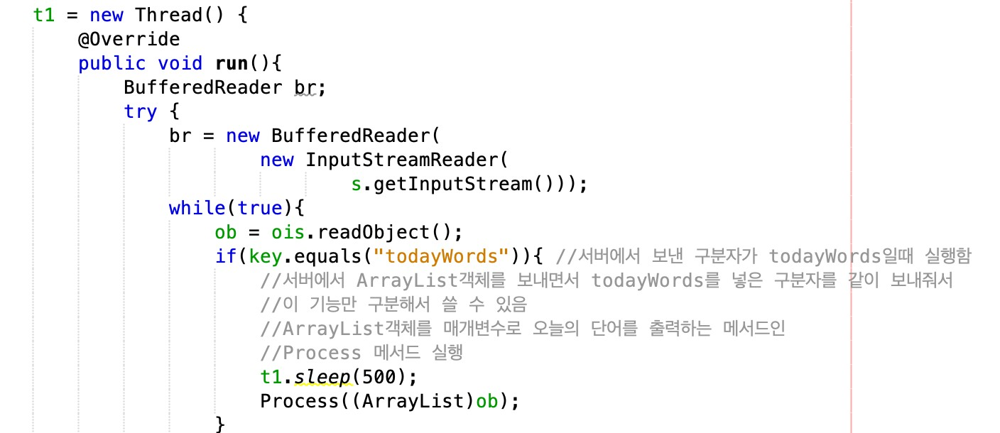 t1 = new Thread() {
@Override
public void run(){
BufferedReader br;
try {
br = new BufferedReader(
new InputStreamReader(
s.getInputStream()));
while(true){
ob = ois.readObject();
if(key.equals("todayWords")){ //서버에서 보낸 구분자가 todayWords일때 실행함
//서버에서 ArrayList객체를 보내면서 todayWords를 넣은 구분자를 같이 보내줘서
//이 기능만 구분해서 쓸 수 있음
//ArrayList객체를 매개변수로 오늘의 단어를 출력하는 메서드인
//Process 메서드 실행
t1.sleep(500);
Process((ArrayList)ob);
}